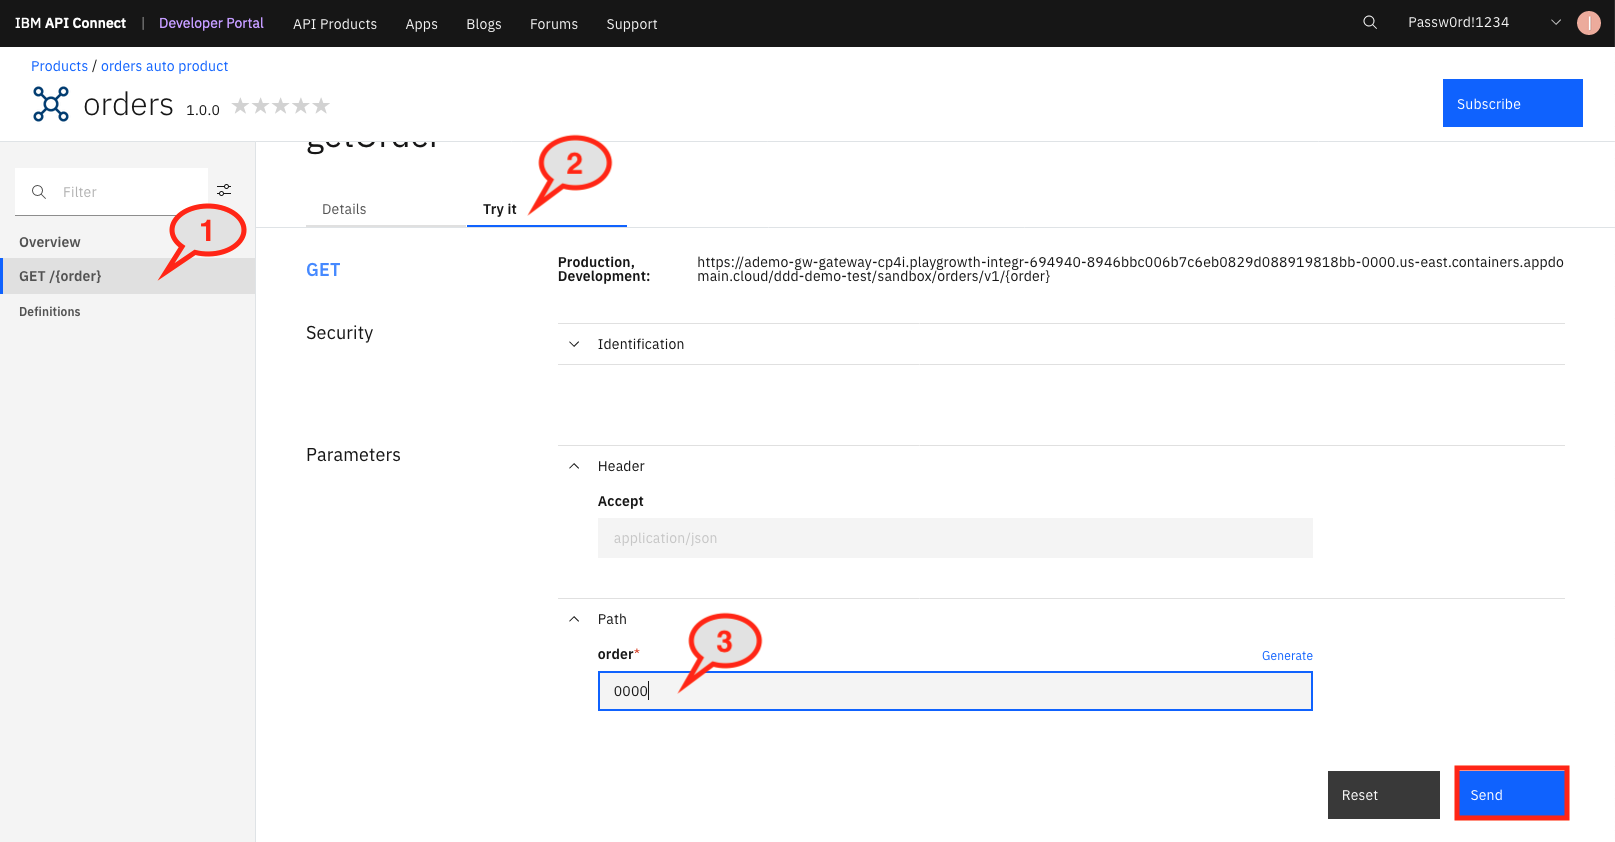 IBM API Connect | Developer Portal API Products Apps Blogs Forums Support Passw0rd!1234
Products / orders auto product
orders 1.0.0
Subscribe
getOrder
Filter
Overview
GET /{order}
Definitions
1
2
Details Try it
GET
Production, Development:
https://ademo-gw-gateway-cp4i.playgrowth-integr-694940-8946bbc006b7c6eb0829d088919818bb-0000.us-east.containers.appdo
main.cloud/ddd-demo-test/sandbox/orders/v1/{order}
Security
Identification
Parameters
Header
Accept
application/json
Path
3
order*
Generate
0000
Reset
Send